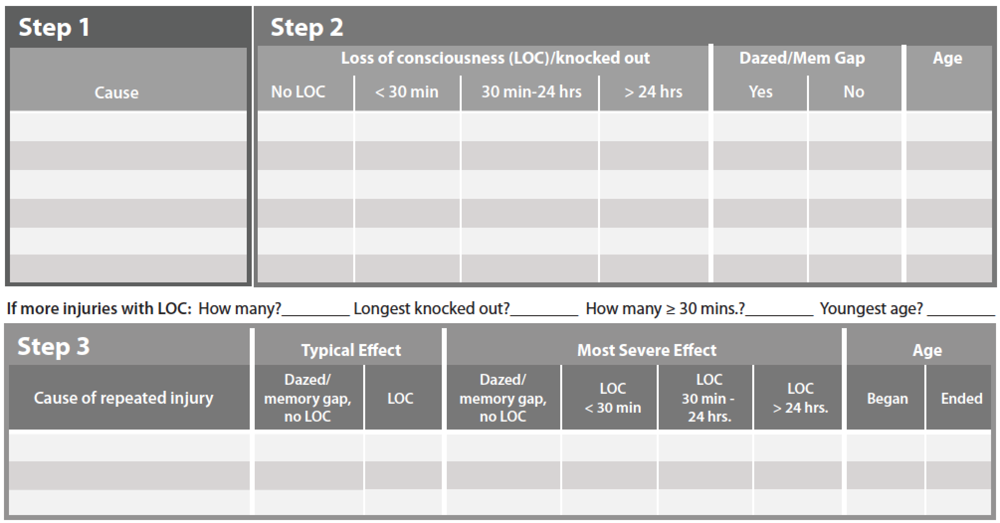 Step 1
Step 2
Loss of consciousness (LOC)/knocked out
Dazed/Mem Gap
Age
Cause
No LOC
< 30 min
30 min-24 hrs
> 24 hrs
Yes
No
If more injuries with LOC: How many?________ Longest knocked out?________ How many ≥ 30 mins.?________ Youngest age? ________
Step 3
Typical Effect
Most Severe Effect
Age
Cause of repeated injury
Dazed/
memory gap,
no LOC
LOC
Dazed/
memory gap,
no LOC
LOC
< 30 min
LOC
30 min -
24 hrs.
LOC
> 24 hrs.
Began
Ended